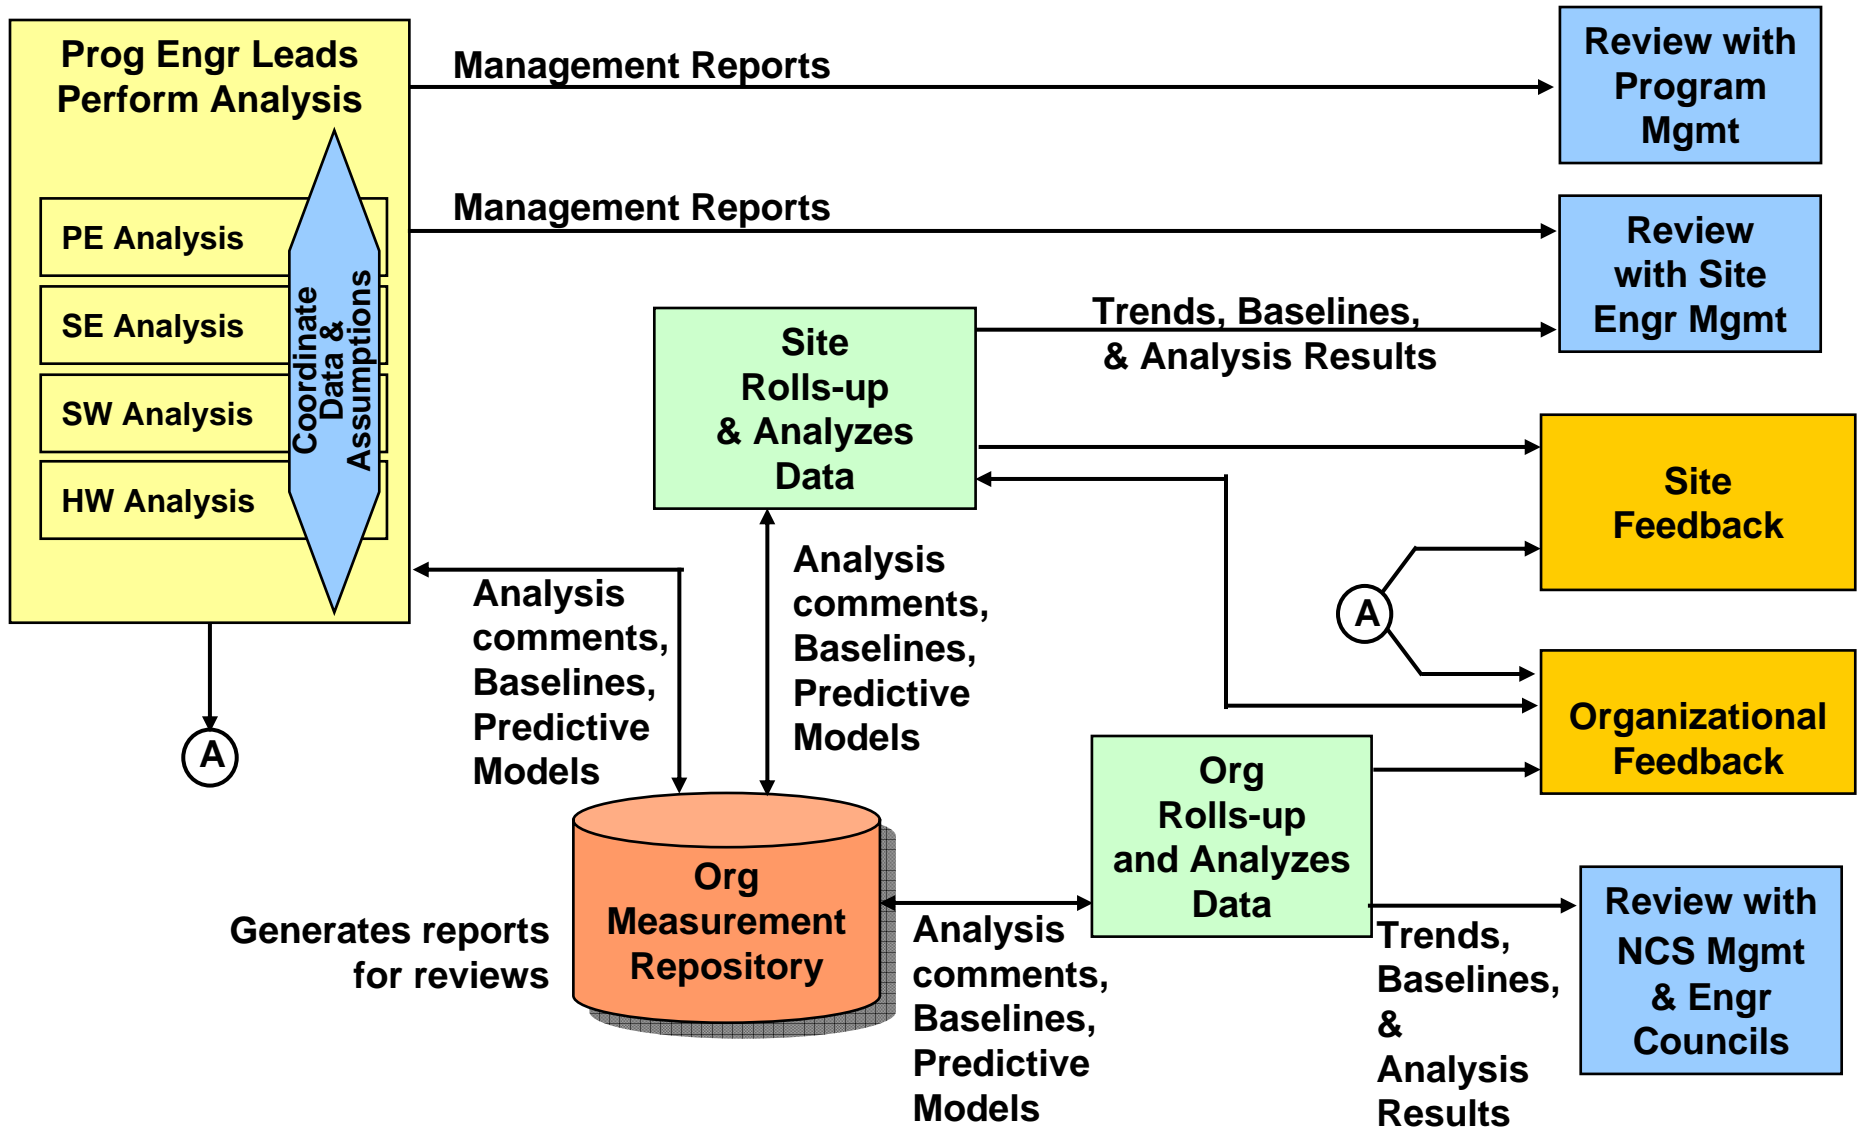 Prog Engr Leads
Perform Analysis
PE Analysis
SE Analysis
SW Analysis
HW Analysis
Coordinate
Data &
Assumptions
A
Management Reports
Management Reports
Review with
Program
Mgmt
Review
with Site
Engr Mgmt
Site
Rolls-up
& Analyzes
Data
Trends, Baselines,
& Analysis Results
Site
Feedback
A
Organizational
Feedback
Analysis
comments,
Baselines,
Predictive
Models
Analysis
comments,
Baselines,
Predictive
Models
Org
Rolls-up
and Analyzes
Data
Generates reports
for reviews
Org
Measurement
Repository
Analysis
comments,
Baselines,
Predictive
Models
Trends,
Baselines,
&
Analysis
Results
Review with
NCS Mgmt
& Engr
Councils